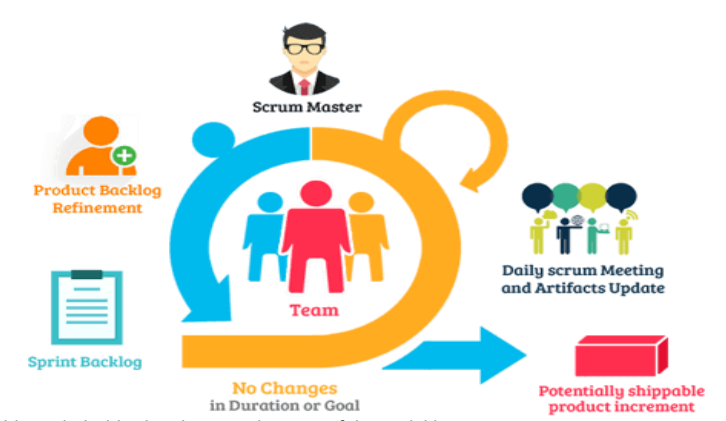 Scrum Master
Product Backlog
Refinement
Daily scrum Meeting
and Artifacts Update
Team
Sprint Backlog
No Changes
in Duration or Goal
Potentially shippable
product increment